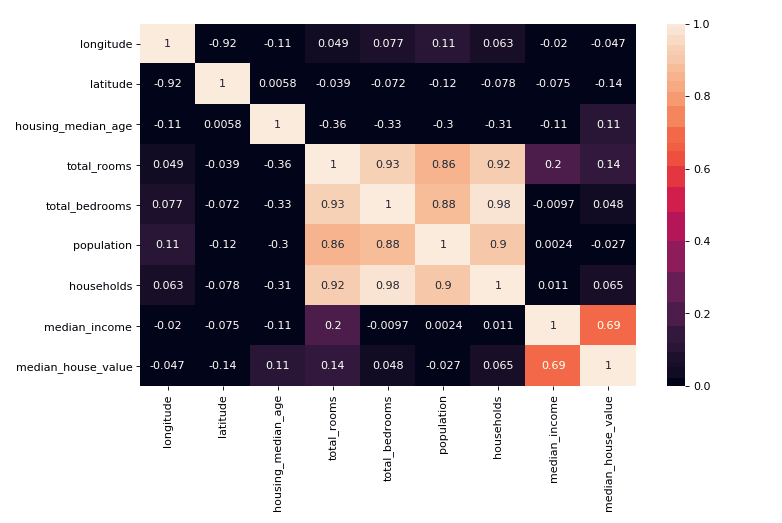 longitude 1 -0.92 -0.11 0.049 0.077 0.11 0.063 -0.02 -0.047
latitude -0.92 1 0.0058 -0.039 -0.072 -0.12 -0.078 -0.075 -0.14
housing_median_age -0.11 0.0058 1 -0.36 -0.33 -0.3 -0.31 -0.11 0.11
total_rooms 0.049 -0.039 -0.36 1 0.93 0.86 0.92 0.2 0.14
total_bedrooms 0.077 -0.072 -0.33 0.93 1 0.88 0.98 -0.0097 0.048
population 0.11 -0.12 -0.3 0.86 0.88 1 0.9 0.0024 -0.027
households 0.063 -0.078 -0.31 0.92 0.98 0.9 1 0.011 0.065
median_income -0.02 -0.075 -0.11 0.2 -0.0097 0.0024 0.011 1 0.69
median_house_value -0.047 -0.14 0.11 0.14 0.048 -0.027 0.065 0.69 1
longitude
latitude
housing_median_age
total_rooms
total_bedrooms
population
households
median_income
median_house_value
1.0
0.8
0.6
0.4
0.2
0.0